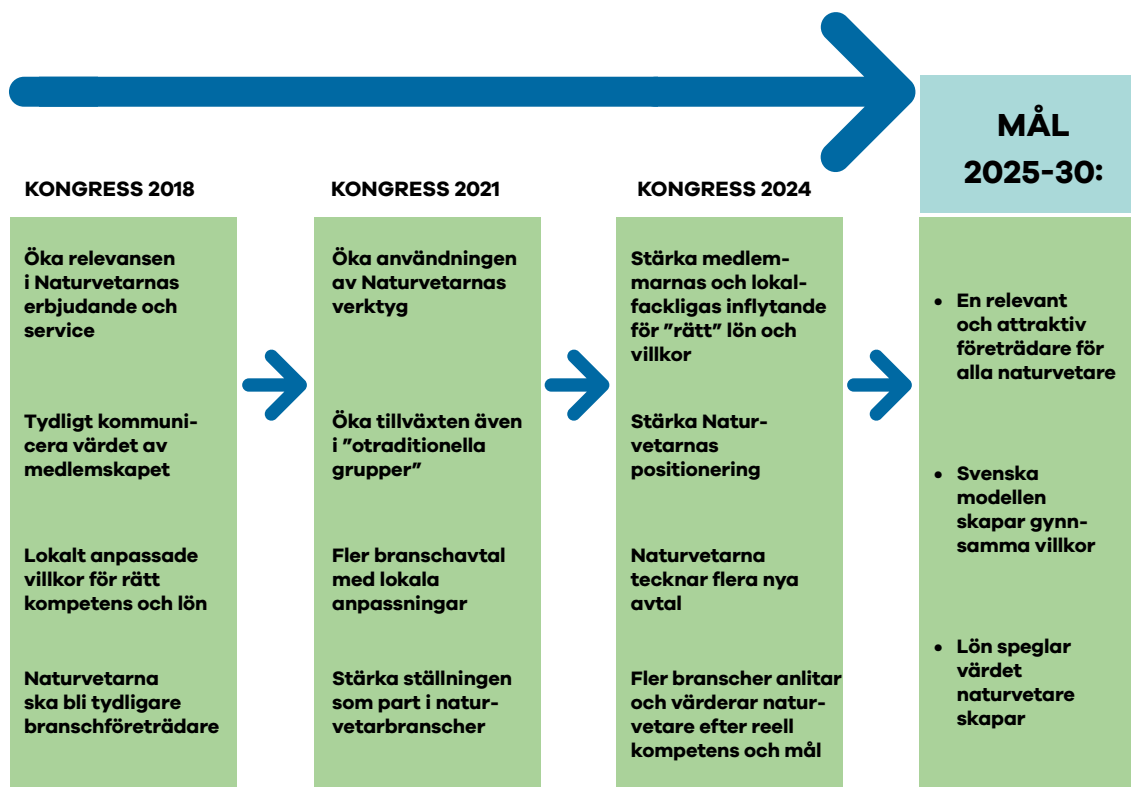 MÅL
2025-30:
KONGRESS 2018
Öka relevansen
i Naturvetarnas
erbjudande och
service
Tydligt kommuni-
cera värdet av
medlemskapet
Lokalt anpassade
villkor för rätt
kompetens och lön
Naturvetarna
ska bli tydligare
branschföreträdare
KONGRESS 2021
Öka användningen
av Naturvetarnas
verktyg
Öka tillväxten även
i ”otraditionella
grupper”
Fler branschavtal
med lokala
anpassningar
Stärka ställningen
som part i natur-
vetarbranscher
KONGRESS 2024
Stärka medlem-
marnas och lokal-
fackligas inflytande
för ”rätt” lön och
villkor
Stärka Natur-
vetarnas
positionering
Naturvetarna
tecknar flera nya
avtal
Fler branscher anlitar
och värderar natur-
vetare efter reell
kompetens och mål
• En relevant
och attraktiv
företrädare för
alla naturvetare
• Svenska
modellen
skapar gynn-
samma villkor
• Lön speglar
värdet
naturvetare
skapar